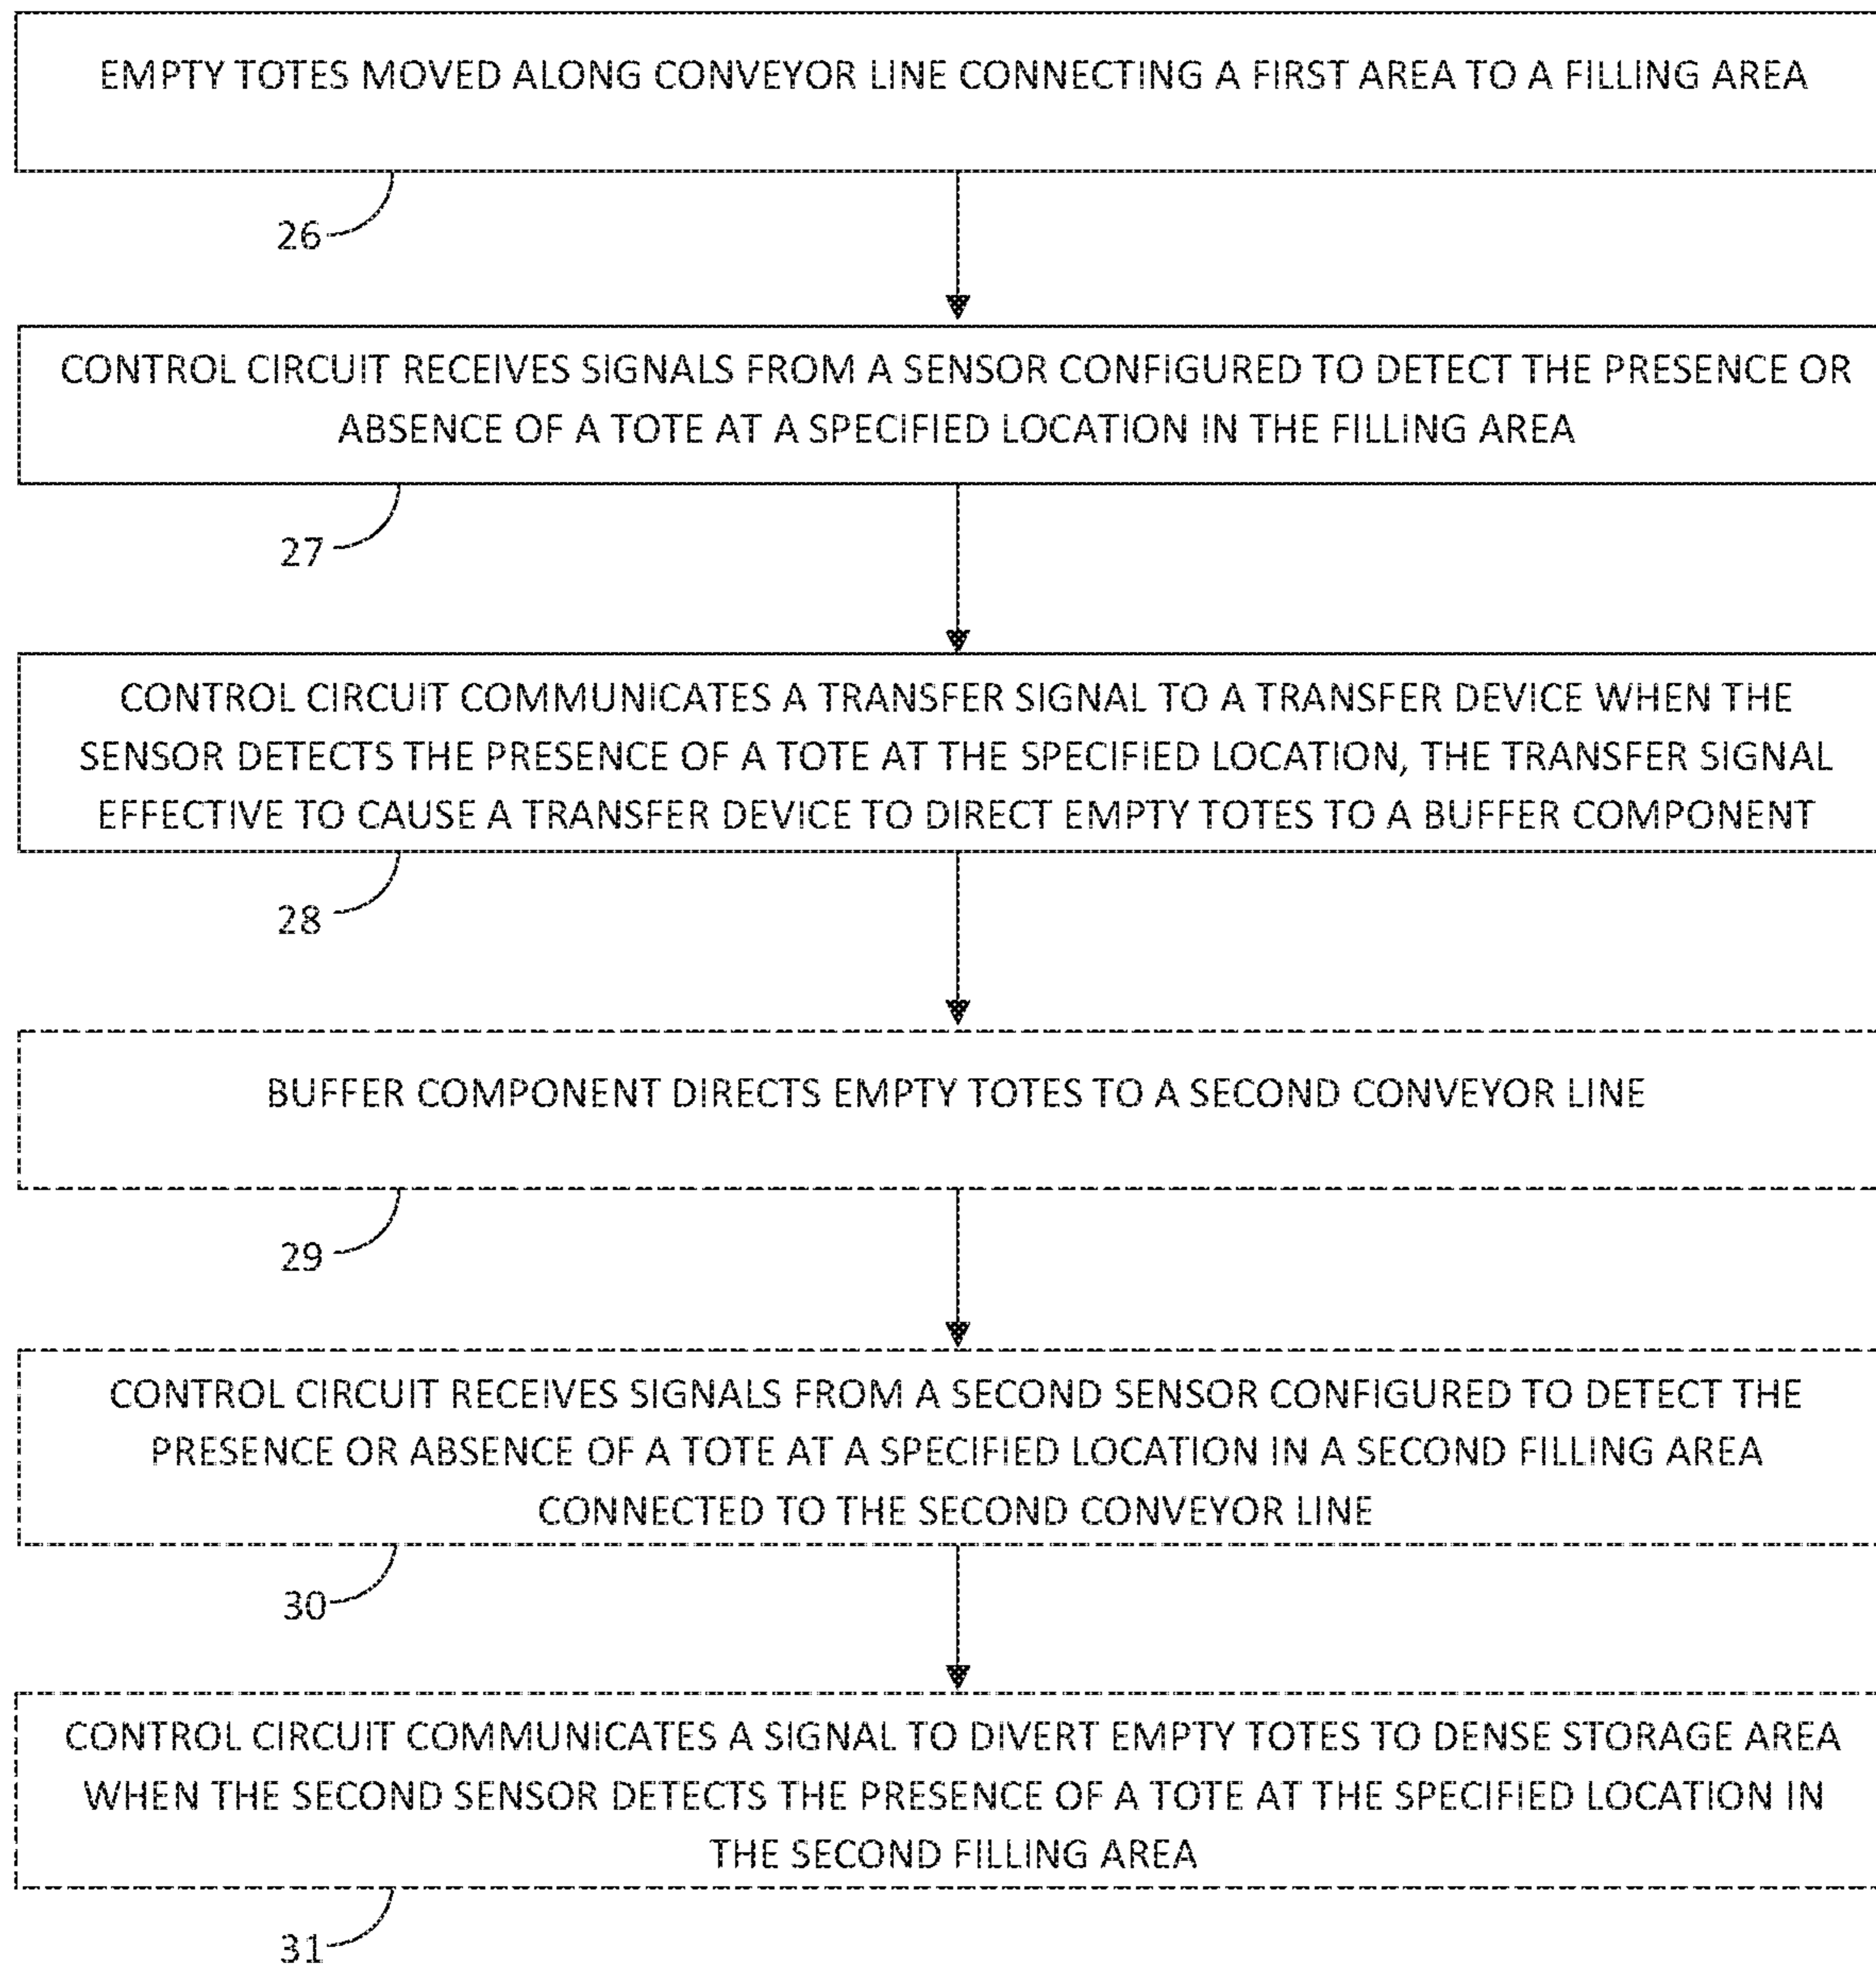 EMPTY TOTES MOVED ALONG CONVEYOR LINE CONNECTING A FIRST AREA TO A FILLING AREA
26
CONTROL CIRCUIT RECEIVES SIGNALS FROM A SENSOR CONFIGURED TO DETECT THE PRESENCE OR
ABSENCE OF A TOTE AT A SPECIFIED LOCATION IN THE FILLING AREA
27
CONTROL CIRCUIT COMMUNICATES A TRANSFER SIGNAL TO A TRANSFER DEVICE WHEN THE
SENSOR DETECTS THE PRESENCE OF A TOTE AT THE SPECIFIED LOCATION, THE TRANSFER SIGNAL
EFFECTIVE TO CAUSE A TRANSFER DEVICE TO DIRECT EMPTY TOTES TO A BUFFER COMPONENT
28
BUFFER COMPONENT DIRECTS EMPTY TOTES TO A SECOND CONVEYOR LINE
29
CONTROL CIRCUIT RECEIVES SIGNALS FROM A SECOND SENSOR CONFIGURED TO DETECT THE
PRESENCE OR ABSENCE OF A TOTE AT A SPECIFIED LOCATION IN A SECOND FILLING AREA
CONNECTED TO THE SECOND CONVEYOR LINE
30
CONTROL CIRCUIT COMMUNICATES A SIGNAL TO DIVERT EMPTY TOTES TO DENSE STORAGE AREA
WHEN THE SECOND SENSOR DETECTS THE PRESENCE OF A TOTE AT THE SPECIFIED LOCATION IN
THE SECOND FILLING AREA
31